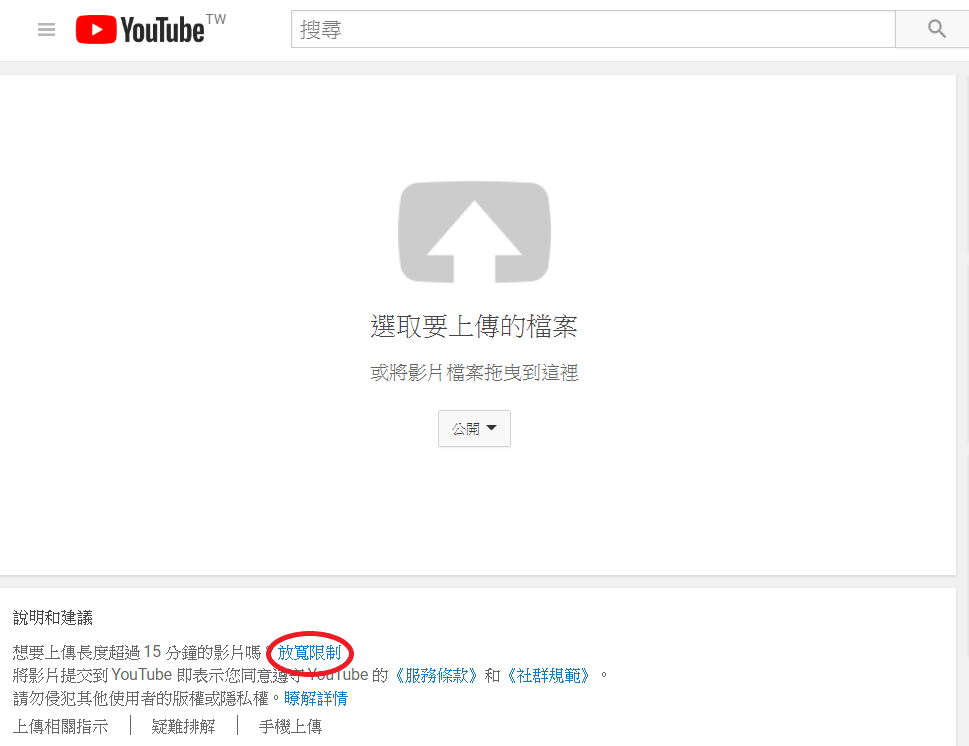 YouTube TW
搜尋
選取要上傳的檔案
或將影片檔案拖曳到這裡
公開
說明和建議
想要上傳長度超過 15 分鐘的影片嗎？放寬限制
將影片提交到 YouTube 即表示您同意遵守 YouTube 的《服務條款》和《社群規範》。
請勿侵犯其他使用者的版權或隱私權。瞭解詳情
上傳相關指示 | 疑難排解 | 手機上傳